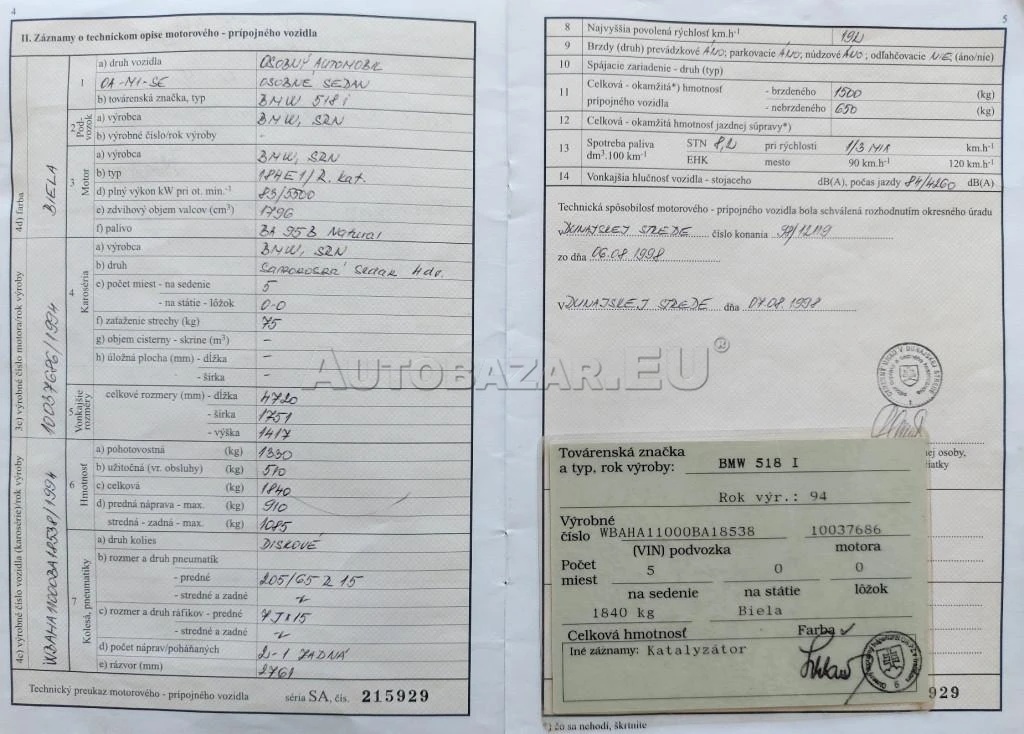 4
II. Záznamy o technickom opise motorového - prípojného vozidla
4d) farba BIELA
3c) výrobné číslo motora/rok výroby 10037686/1994
4c) výrobné číslo vozidla (karosérie)/rok výroby WBAHA11000BA18538/1994
1
a) druh vozidla OSOBNÝ AUTOMOBIL
OA-M1-SE OSOBNÉ SEDAN
b) továrenská značka, typ BMW 518 i
2 Podvozok
a) výrobca BMW, SRN
b) výrobné číslo/rok výroby -
3 Motor
a) výrobca BMW, SRN
b) typ 184E1/R. kat.
d) plný výkon kW pri ot. min.-1 83/5500
e) zdvihový objem valcov (cm3) 1796
f) palivo BA 95B Natural
4 Karoséria
a) výrobca BMW, SRN
b) druh SAMONOSNÁ SEDAN 4dv.
e) počet miest - na sedenie 5
- na státie - lôžok 0-0
f) zaťaženie strechy (kg) 75
g) objem cisterny - skrine (m3) -
h) úložná plocha (mm) - dĺžka -
- šírka -
5 Vonkajšie rozmery
celkové rozmery (mm) - dĺžka 4720
- šírka 1751
- výška 1417
6 Hmotnosť
a) pohotovostná (kg) 1330
b) užitočná (vr. obsluhy) (kg) 510
c) celková (kg) 1840
d) predná náprava - max. (kg) 910
stredná - zadná - max. (kg) 1085
7 Kolesá, pneumatiky
a) druh kolies DISKOVÉ
b) rozmer a druh pneumatík
- predné 205/65 R 15
- stredné a zadné
c) rozmer a druh ráfikov - predné 7Jx15
- stredné a zadné
d) počet náprav/poháňaných 2-1 ZADNÁ
e) rázvor (mm) 2761
Technický preukaz motorového - prípojného vozidla séria SA, čís. 215929
5
8 Najvyššia povolená rýchlosť km.h-1 192
9 Brzdy (druh) prevádzkové ÁNO; parkovacie ÁNO; núdzové ÁNO; odľahčovacie NIE (áno/nie)
10 Spájacie zariadenie - druh (typ)
11 Celková - okamžitá*) hmotnosť - brzdeného 1500 (kg)
prípojného vozidla - nebrzdeného 650 (kg)
12 Celková - okamžitá hmotnosť jazdnej súpravy*)
13 Spotreba paliva STN 8,2 pri rýchlosti 1/3 MIX km.h-1
dm3.100 km-1 EHK mesto 90 km.h-1 120 km.h-1
14 Vonkajšia hlučnosť vozidla - stojaceho dB(A), počas jazdy 84/4260 dB(A)
Technická spôsobilosť motorového - prípojného vozidla bola schválená rozhodnutím okresného úradu
v DUNAJSKEJ STREDE číslo konania 98/12119
zo dňa 06.08.1998
V DUNAJSKEJ STREDE dňa 07.08.1998
AUTOBAZAR.EU®
nej osoby,
čiatky
Továrenská značka
a typ, rok výroby: BMW 518 I
Rok výr.: 94
Výrobné
číslo WBAHA11000BA18538 10037686
(VIN) podvozka motora
Počet
miest 5 0 0
na sedenie na státie lôžok
1840 kg Biela
Celková hmotnosť Farba
Iné záznamy: Katalyzátor
929
*) čo sa nehodí, škrtnite